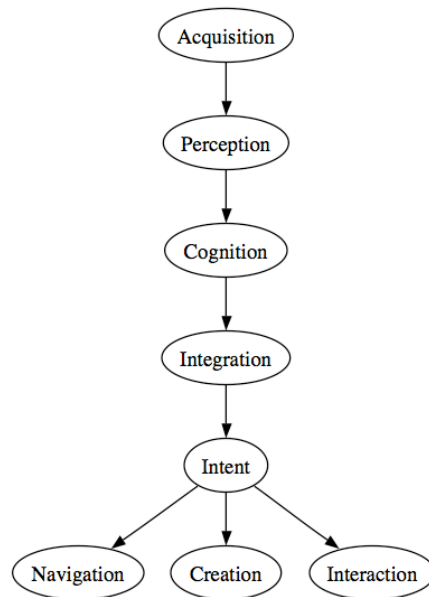 Acquisition
Perception
Cognition
Integration
Intent
Navigation
Creation
Interaction